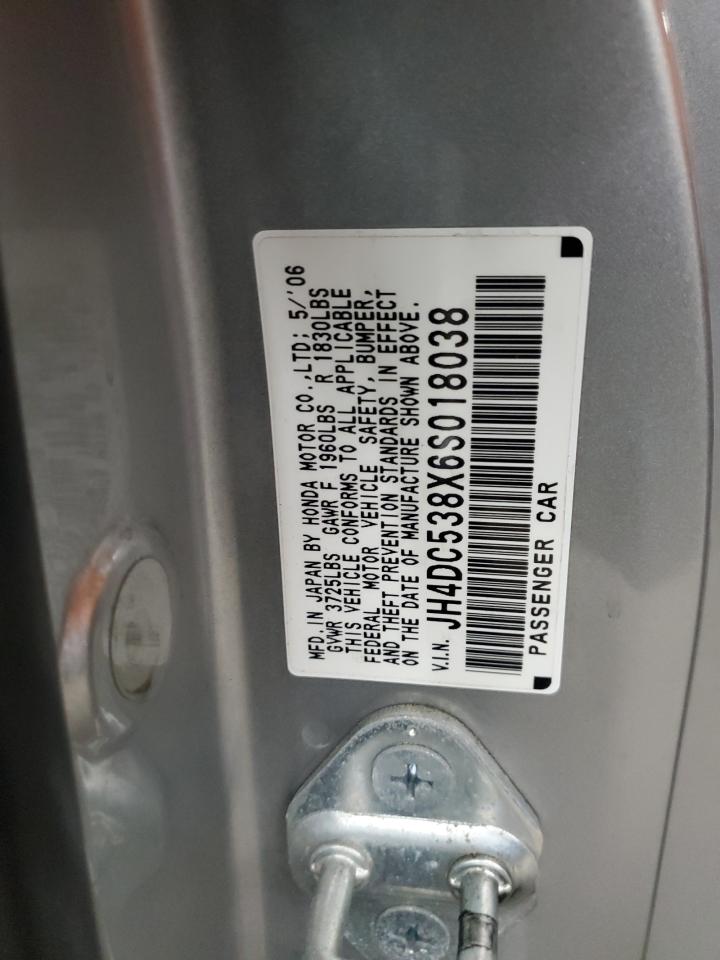 MFD. IN JAPAN BY HONDA MOTOR CO.,LTD; 5/'06
GVWR 3725LBS GAWR F 1960LBS R 1830LBS
THIS VEHICLE CONFORMS TO ALL APPLICABLE
FEDERAL MOTOR VEHICLE SAFETY, BUMPER,
AND THEFT PREVENTION STANDARDS IN EFFECT
ON THE DATE OF MANUFACTURE SHOWN ABOVE.
V.I.N. JH4DC538X6S018038
PASSENGER CAR